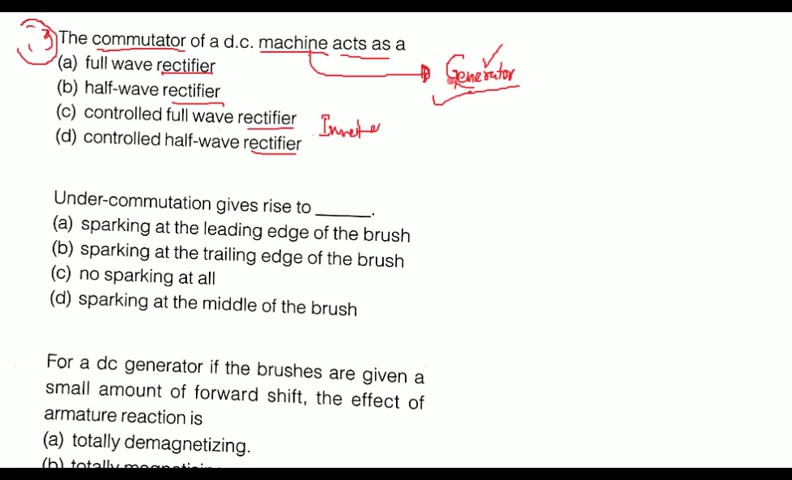 13
The commutator of a d.c. machine acts as a
(a) full wave rectifier
Generator
(b) half-wave rectifier
(c) controlled full wave rectifier
(d) controlled half-wave rectifier
Under-commutation gives rise to ______.
(a) sparking at the leading edge of the brush
(b) sparking at the trailing edge of the brush
(c) no sparking at all
(d) sparking at the middle of the brush
For a dc generator if the brushes are given a
small amount of forward shift, the effect of
armature reaction is
(a) totally demagnetizing.
(b) totally